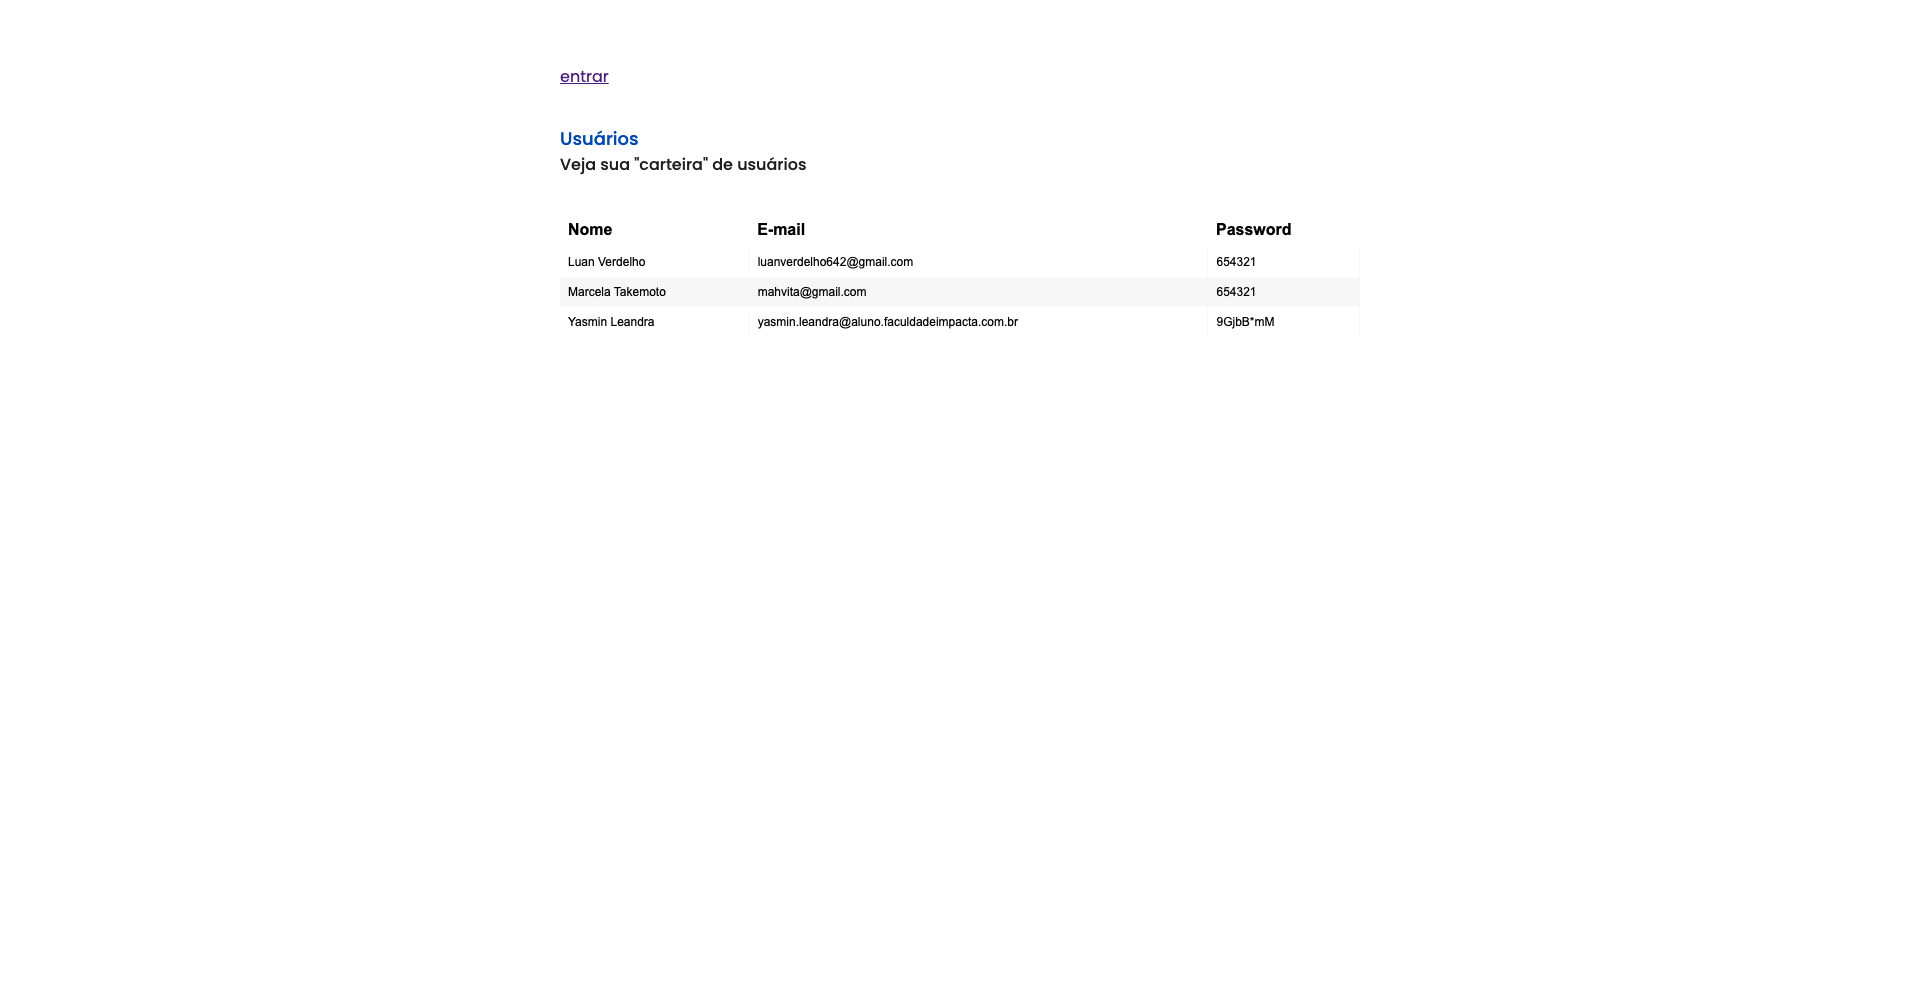 entrar
Usuários
Veja sua "carteira" de usuários
Nome E-mail Password
Luan Verdelho luanverdelho642@gmail.com 654321
Marcela Takemoto mahvita@gmail.com 654321
Yasmin Leandra yasmin.leandra@aluno.faculdadeimpacta.com.br 9GjbB*mM